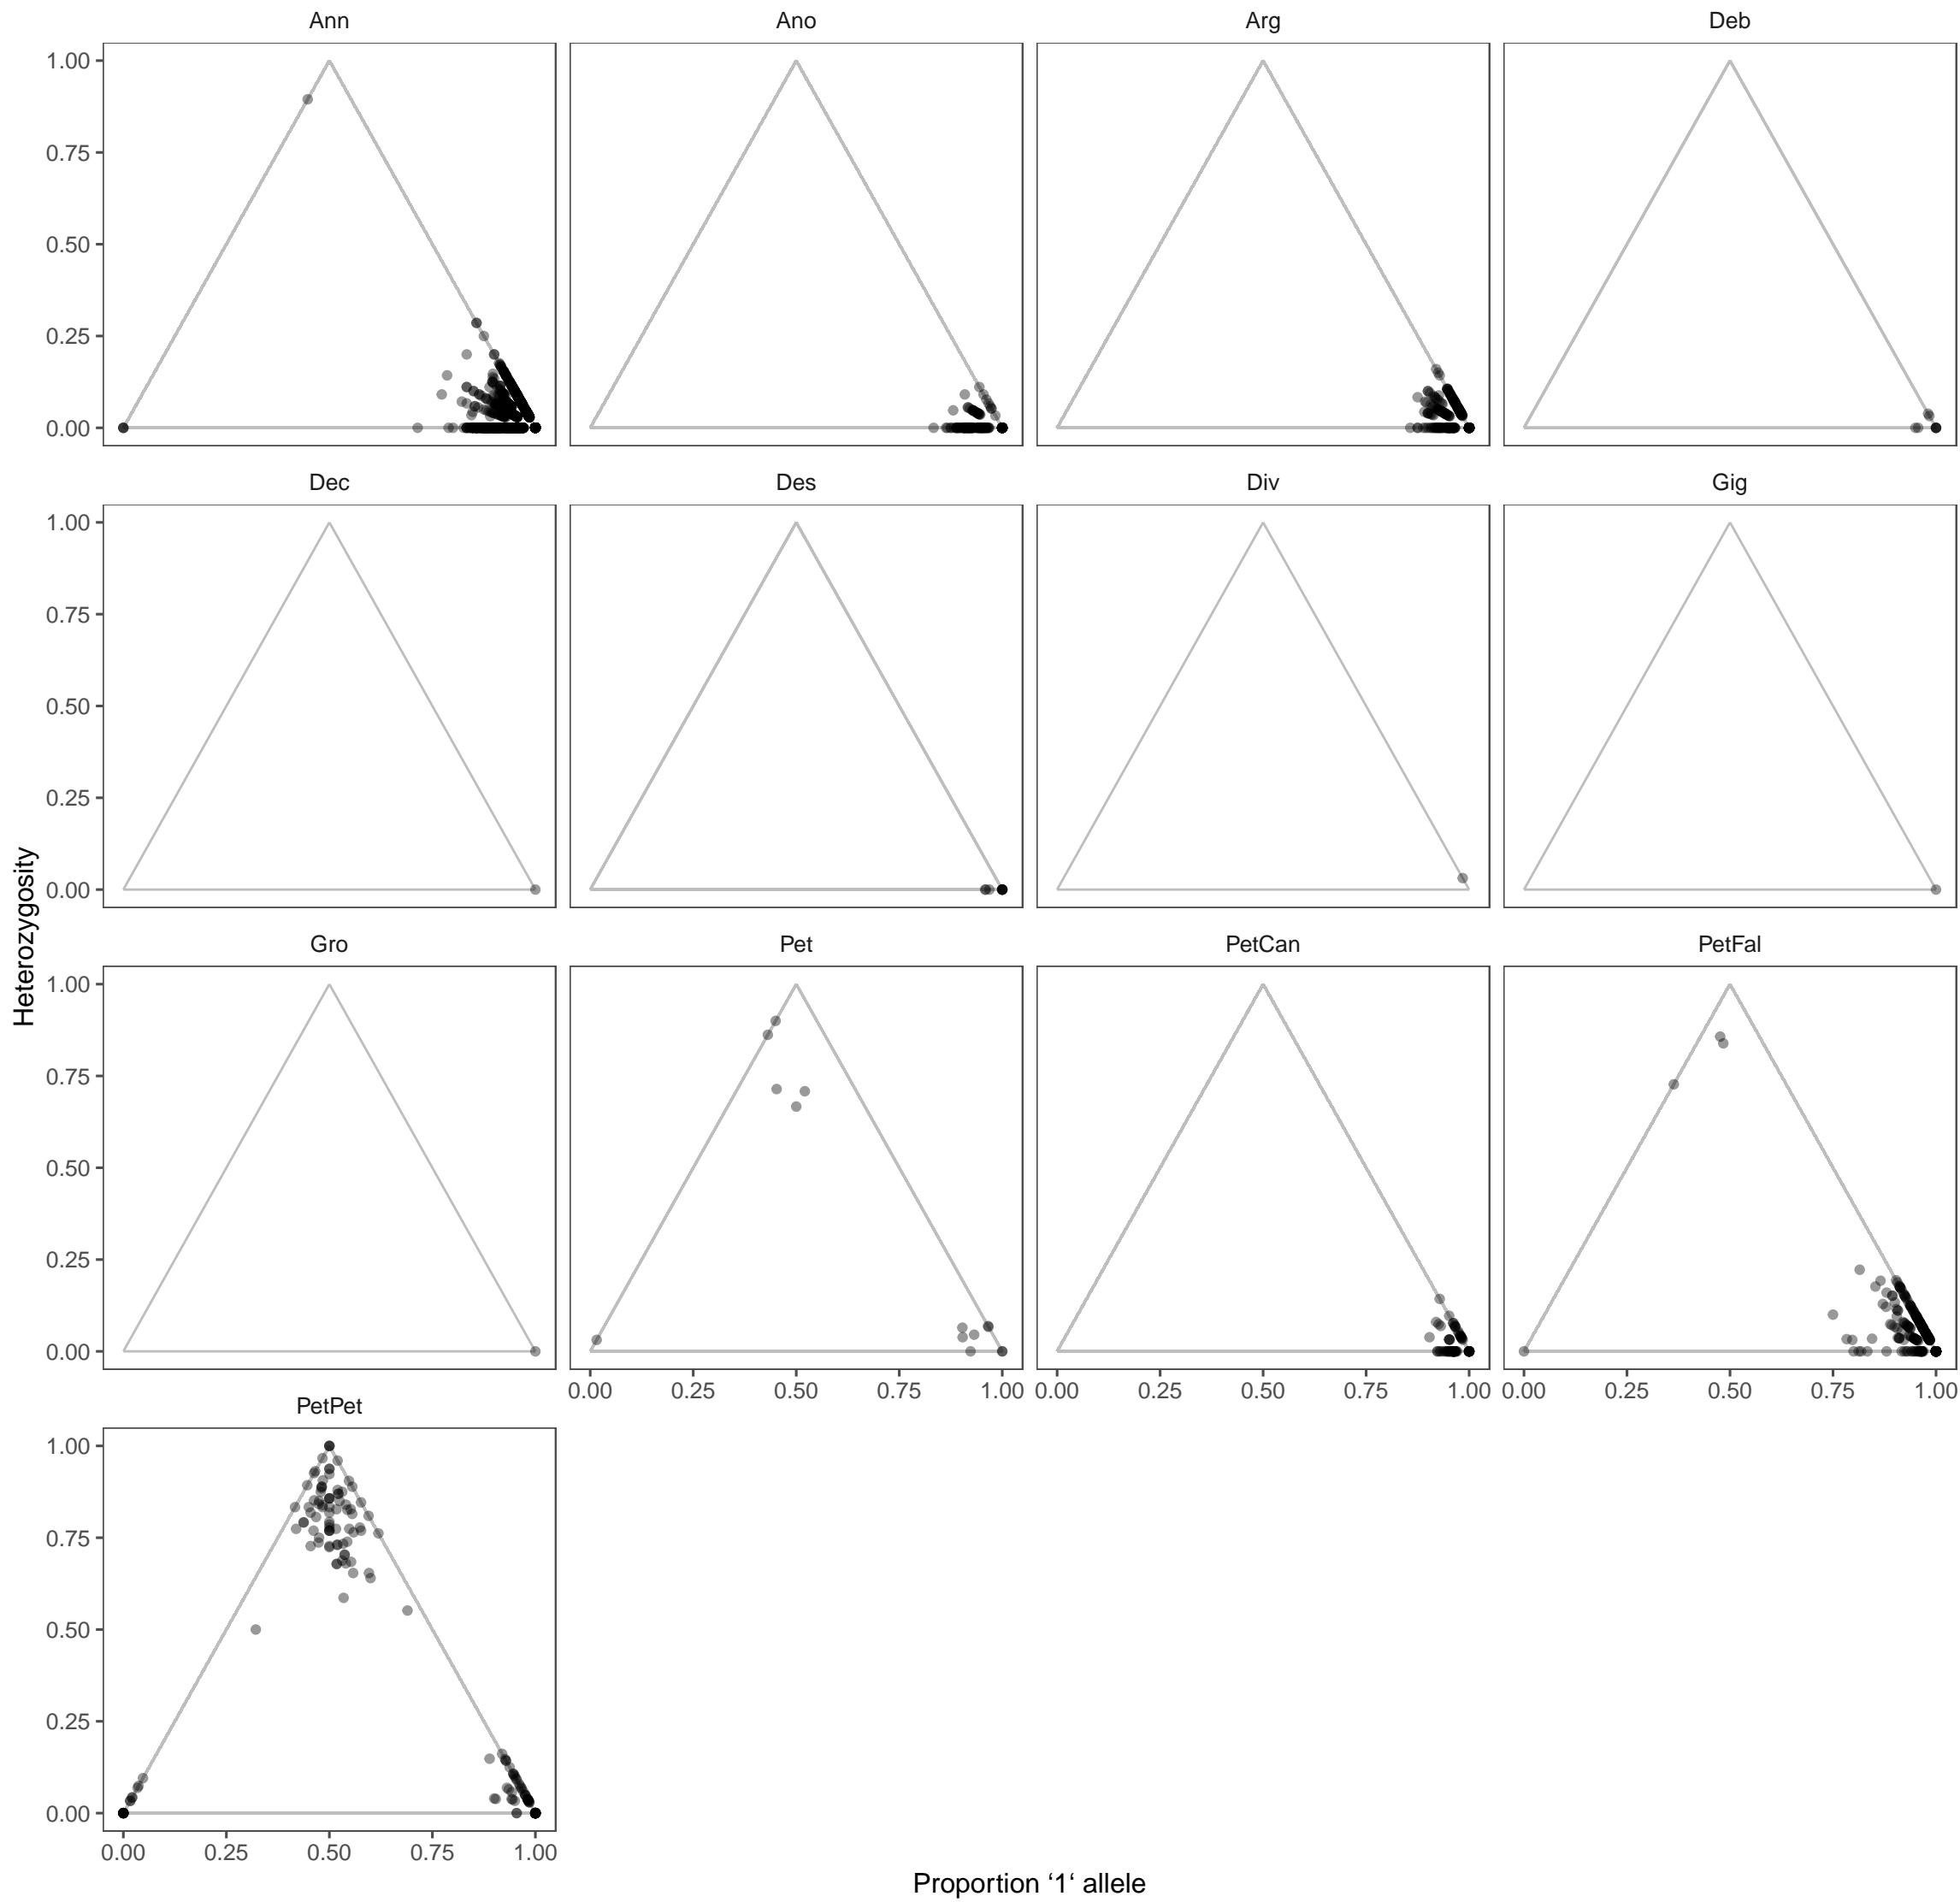 Ann Ano Arg Deb
1.00
0.75
0.50
0.25
0.00
Dec Des Div Gig
1.00
0.75
0.50
0.25
0.00
Heterozygosity
Gro Pet PetCan PetFal
1.00
0.75
0.50
0.25
0.00
0.00 0.25 0.50 0.75 1.00 0.00 0.25 0.50 0.75 1.00 0.00 0.25 0.50 0.75 1.00
PetPet
1.00
0.75
0.50
0.25
0.00
0.00 0.25 0.50 0.75 1.00
Proportion ‘1‘ allele